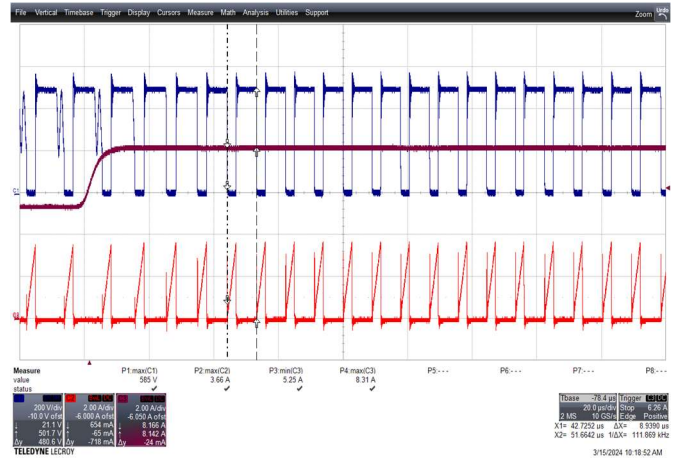 File Vertical Timebase Trigger Display Cursors Measure Math Analysis Utilities Support
Zoom Undo
Measure P1:max(C1) P2:max(C2) P3:min(C3) P4:max(C3) P5:- - - P6:- - - P7:- - - P8:- - -
value 585 V 3.66 A 5.25 A 8.31 A
status
200 V/div 2.00 A/div 2.00 A/div
-10.0 V ofst -6.000 A ofst -6.050 A ofst
21.1 V 654 mA 8.166 A
501.7 V -65 mA 8.142 A
Δy 480.6 V Δy -718 mA Δy -24 mA
Tbase -78.4 µs Trigger C3 DC
20.0 µs/div Stop 6.26 A
2 MS 10 GS/s Edge Positive
X1= 42.7252 µs ΔX= 8.9390 µs
X2= 51.6642 µs 1/ΔX= 111.869 kHz
TELEDYNE LECROY
3/15/2024 10:18:52 AM